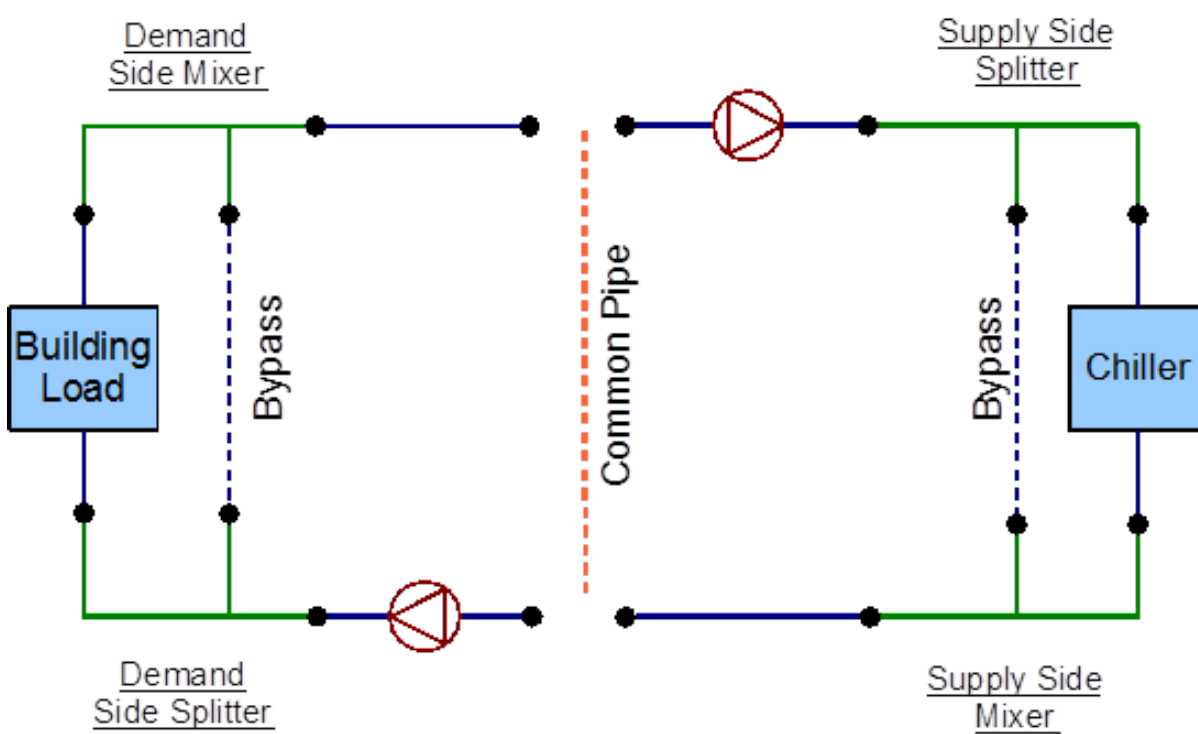 Demand
Side Mixer
Supply Side
Splitter
Building
Load
Bypass
Common Pipe
Bypass
Chiller
Demand
Side Splitter
Supply Side
Mixer